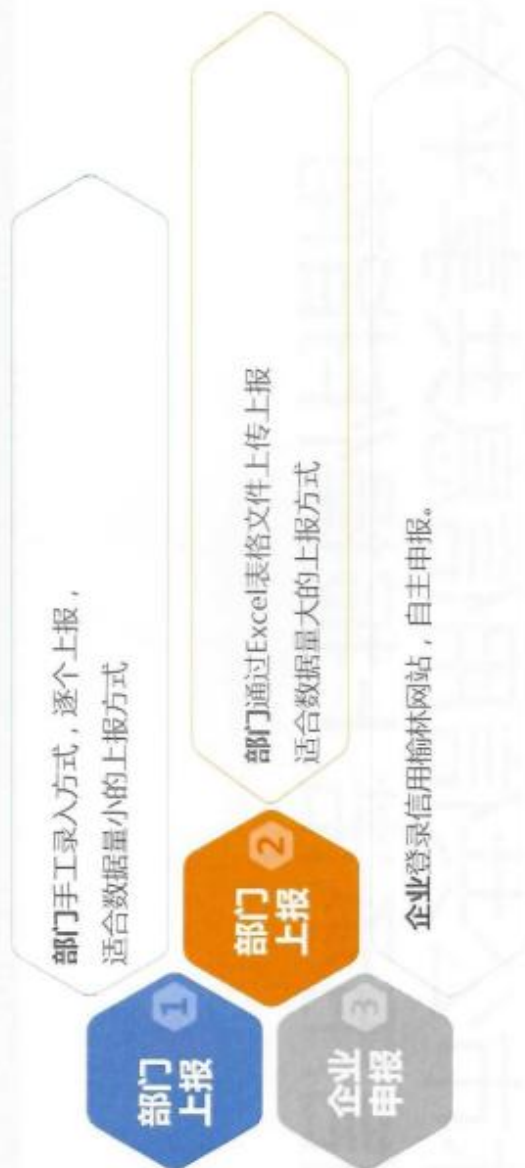 部门
上报
1
部门手工录入方式，逐个上报，
适合数据量小的上报方式
部门
上报
2
部门通过Excel表格文件上传上报
适合数据量大的上报方式
企业
申报
3
企业登录信用榆林网站，自主申报。